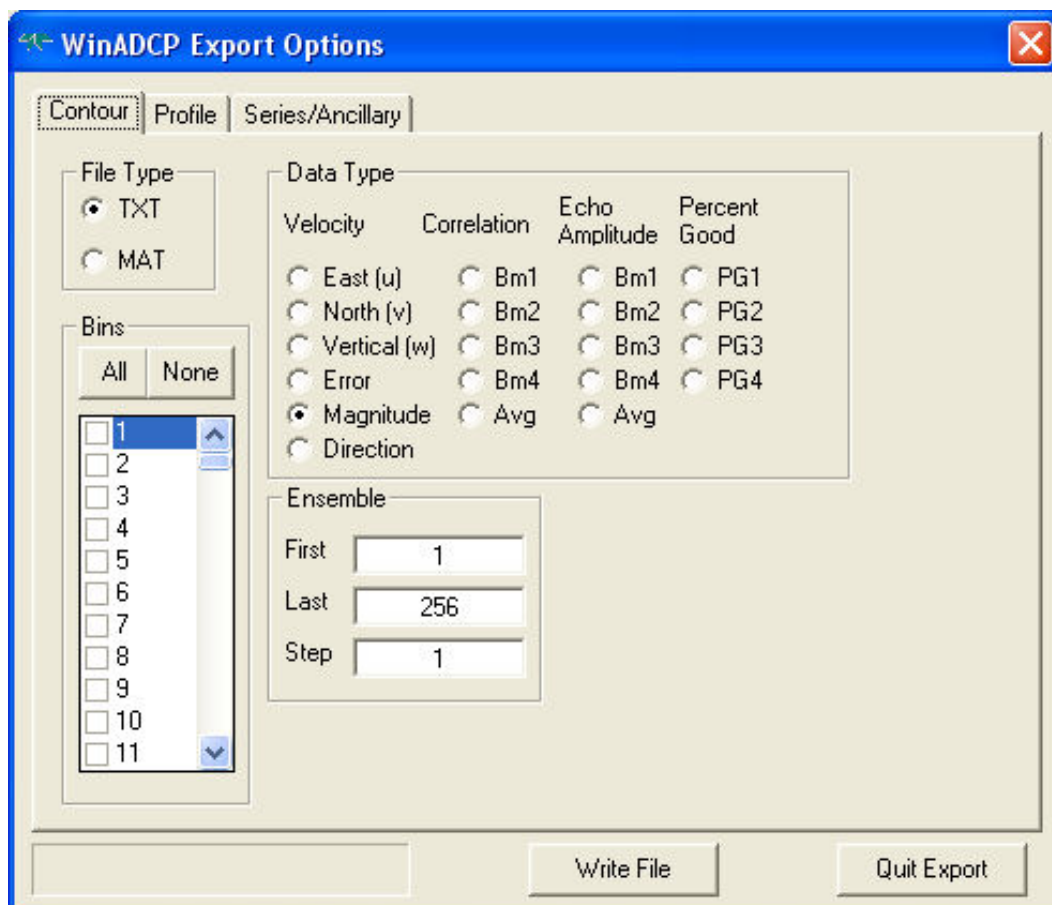 WinADCP Export Options
Contour Profile Series/Ancillary
File Type
TXT
MAT
Bins
All None
1
2
3
4
5
6
7
8
9
10
11
Data Type
Velocity Correlation Echo Amplitude Percent Good
East (u) Bm1 Bm1 PG1
North (v) Bm2 Bm2 PG2
Vertical (w) Bm3 Bm3 PG3
Error Bm4 Bm4 PG4
Magnitude Avg Avg
Direction
Ensemble
First 1
Last 256
Step 1
Write File Quit Export